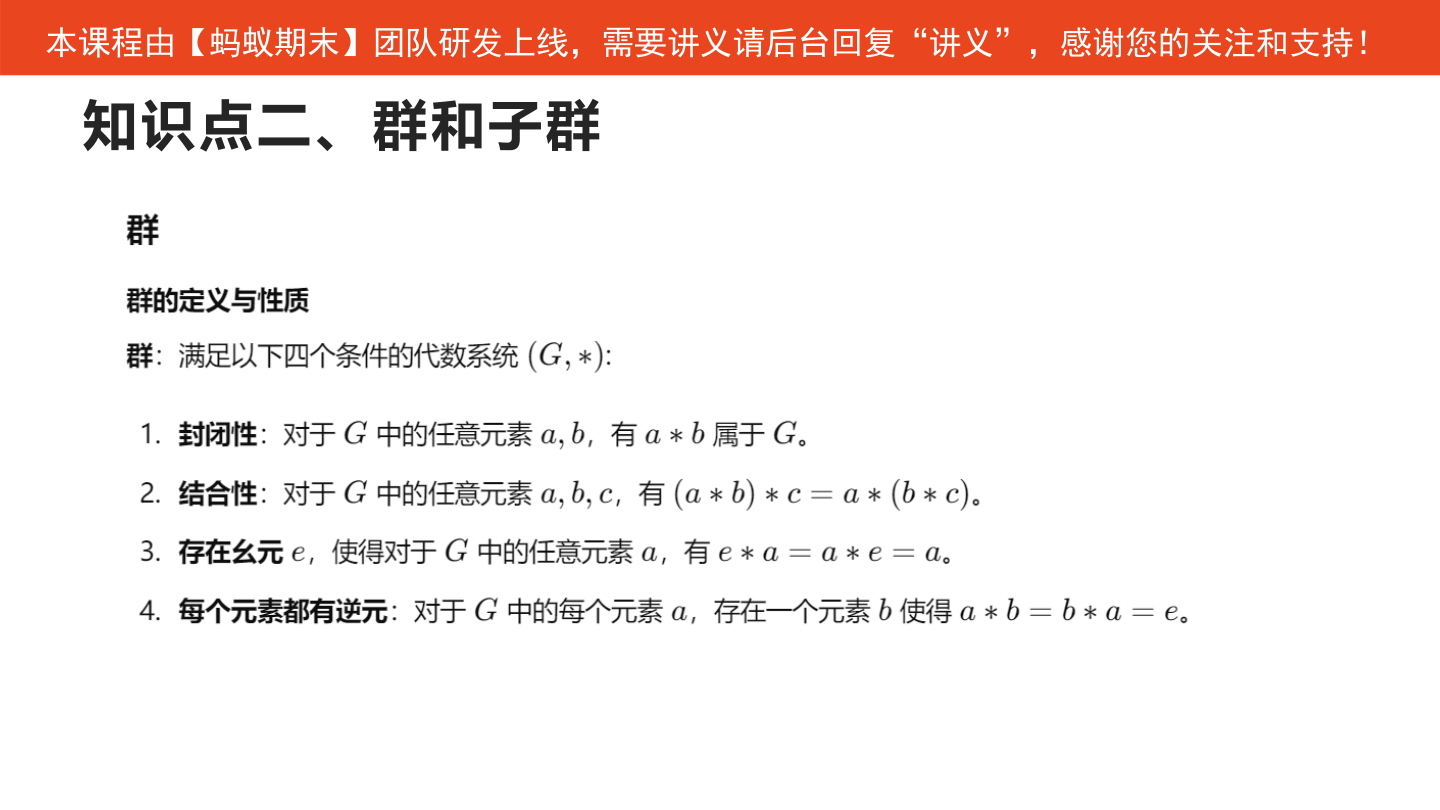 本课程由【蚂蚁期末】团队研发上线，需要讲义请后台回复“讲义”，感谢您的关注和支持！
知识点二、群和子群
群
群的定义与性质
群：满足以下四个条件的代数系统 (G, ∗):
1. 封闭性：对于 G 中的任意元素 a, b，有 a ∗ b 属于 G。
2. 结合性：对于 G 中的任意元素 a, b, c，有 (a ∗ b) ∗ c = a ∗ (b ∗ c)。
3. 存在幺元 e，使得对于 G 中的任意元素 a，有 e ∗ a = a ∗ e = a。
4. 每个元素都有逆元：对于 G 中的每个元素 a，存在一个元素 b 使得 a ∗ b = b ∗ a = e。